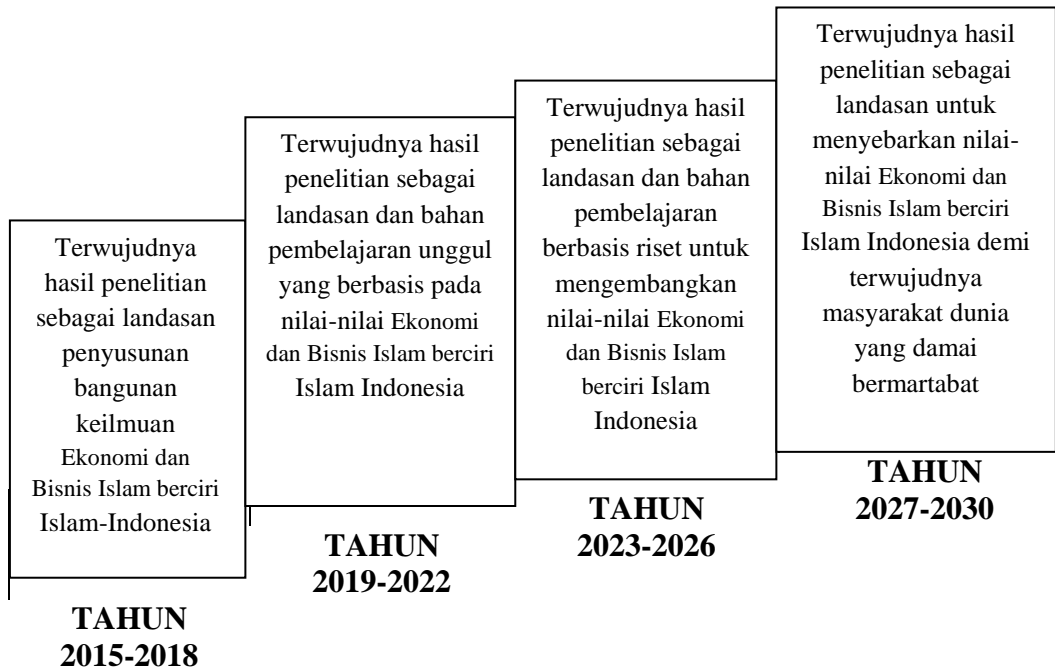 Terwujudnya
hasil penelitian
sebagai landasan
penyusunan
bangunan
keilmuan
Ekonomi dan
Bisnis Islam berciri
Islam-Indonesia
TAHUN
2015-2018
Terwujudnya hasil
penelitian sebagai
landasan dan bahan
pembelajaran unggul
yang berbasis pada
nilai-nilai Ekonomi
dan Bisnis Islam berciri
Islam Indonesia
TAHUN
2019-2022
Terwujudnya hasil
penelitian sebagai
landasan dan bahan
pembelajaran
berbasis riset untuk
mengembangkan
nilai-nilai Ekonomi
dan Bisnis Islam
berciri Islam
Indonesia
TAHUN
2023-2026
Terwujudnya hasil
penelitian sebagai
landasan untuk
menyebarkan nilai-
nilai Ekonomi dan
Bisnis Islam berciri
Islam Indonesia demi
terwujudnya
masyarakat dunia
yang damai
bermartabat
TAHUN
2027-2030